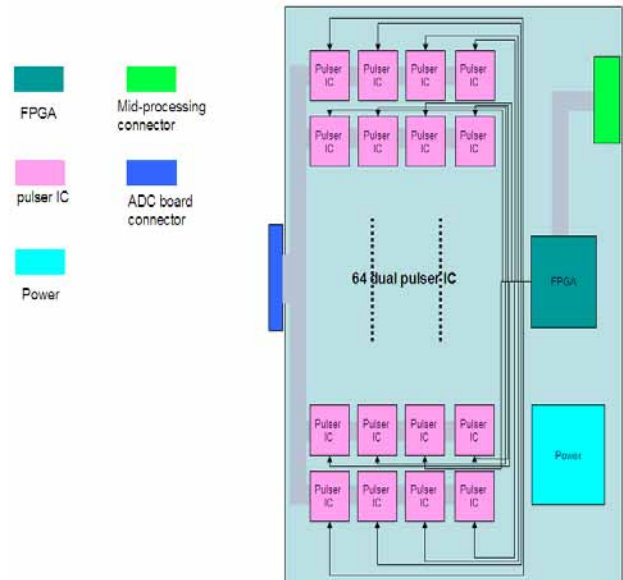 FPGA
Mid-processing
connector
pulser IC
ADC board
connector
Power
Pulser
IC
Pulser
IC
Pulser
IC
Pulser
IC
Pulser
IC
Pulser
IC
Pulser
IC
Pulser
IC
64 dual pulser IC
FPGA
Pulser
IC
Pulser
IC
Pulser
IC
Pulser
IC
Power
Pulser
IC
Pulser
IC
Pulser
IC
Pulser
IC